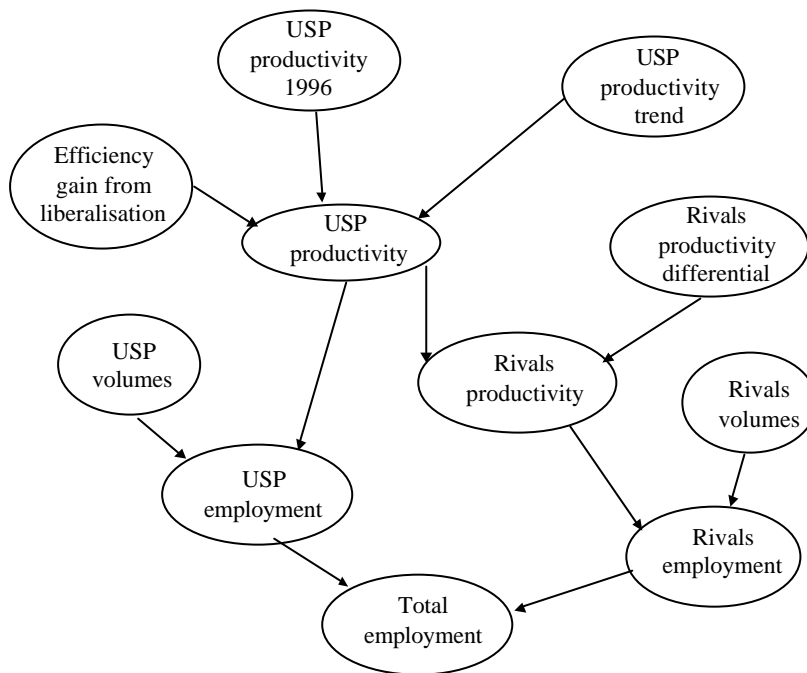 USP
productivity
1996
USP
productivity
trend
Efficiency
gain from
liberalisation
USP
productivity
Rivals
productivity
differential
USP
volumes
Rivals
productivity
Rivals
volumes
USP
employment
Rivals
employment
Total
employment